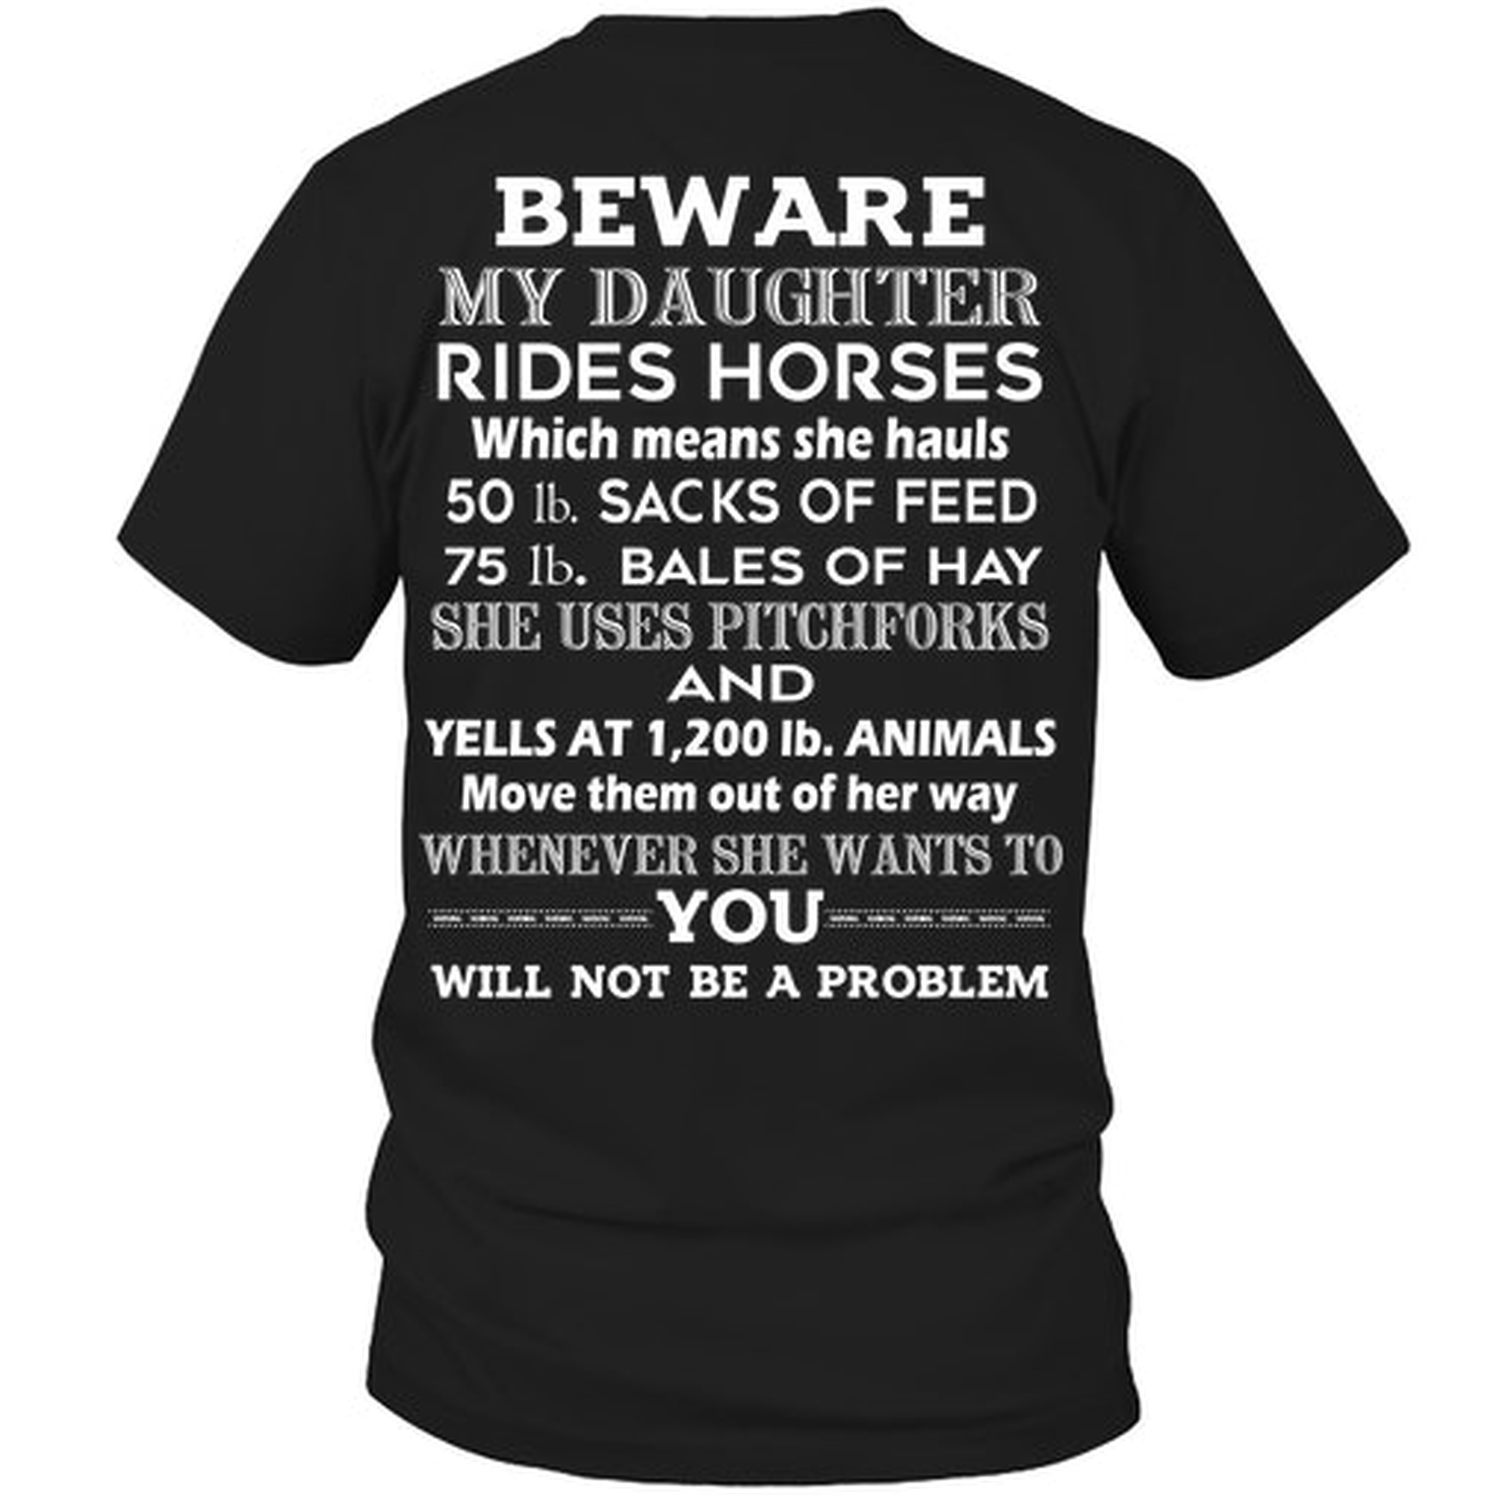 BEWARE
MY DAUGHTER
RIDES HORSES
Which means she hauls
50 lb. SACKS OF FEED
75 lb. BALES OF HAY
SHE USES PITCHFORKS
AND
YELLS AT 1,200 lb. ANIMALS
Move them out of her way
WHENEVER SHE WANTS TO
YOU
WILL NOT BE A PROBLEM